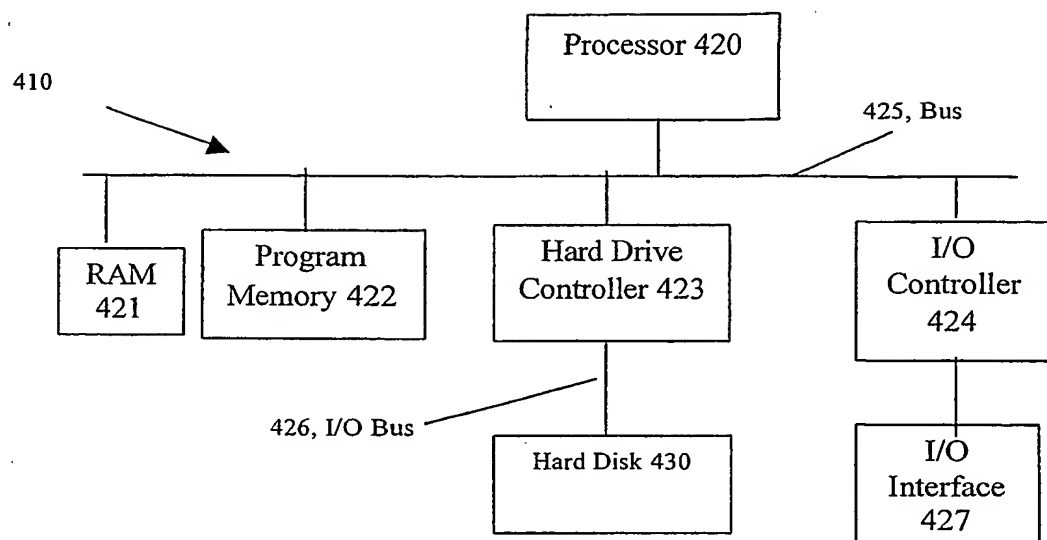 Processor 420
410
425, Bus
RAM
421
Program
Memory 422
Hard Drive
Controller 423
I/O
Controller
424
426, I/O Bus
Hard Disk 430
I/O
Interface
427